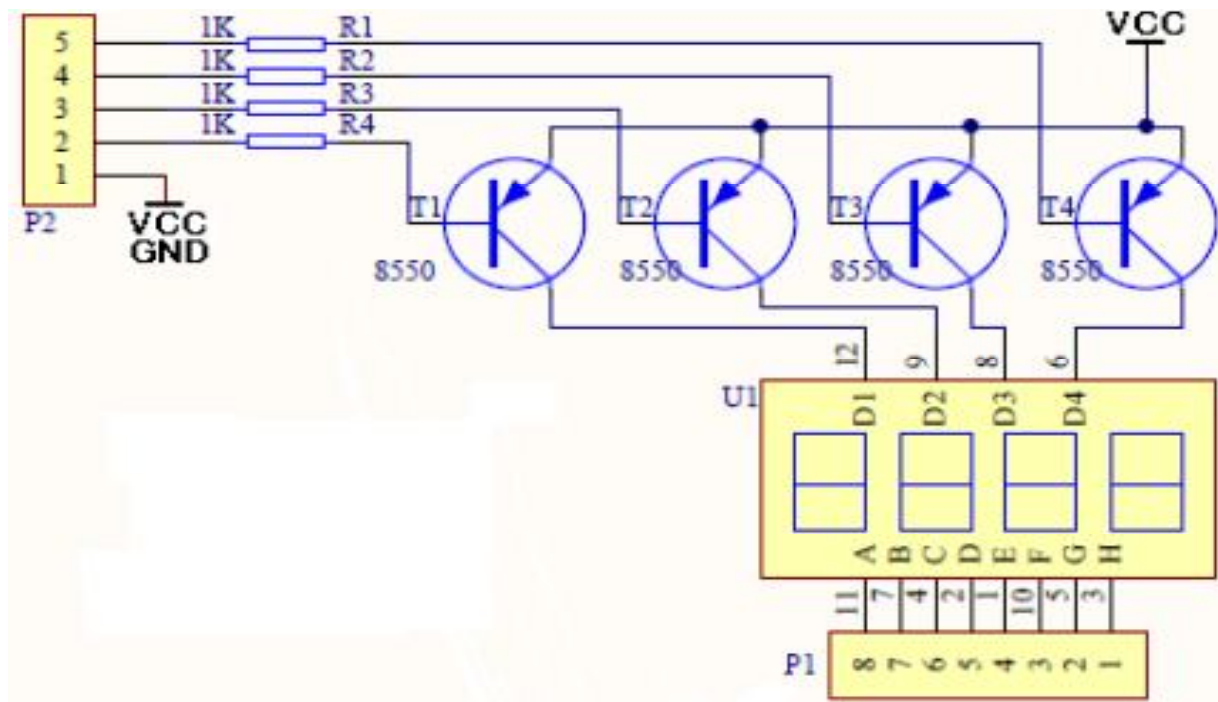 5 1K R1
4 1K R2
3 1K R3
2 1K R4
1
P2
VCC
GND
VCC
T1 T2 T3 T4
8550 8550 8550 8550
12 9 8 6
U1
D1 D2 D3 D4
A B C D E F G H
11 7 4 2 1 10 5 3
P1
8 7 6 5 4 3 2 1